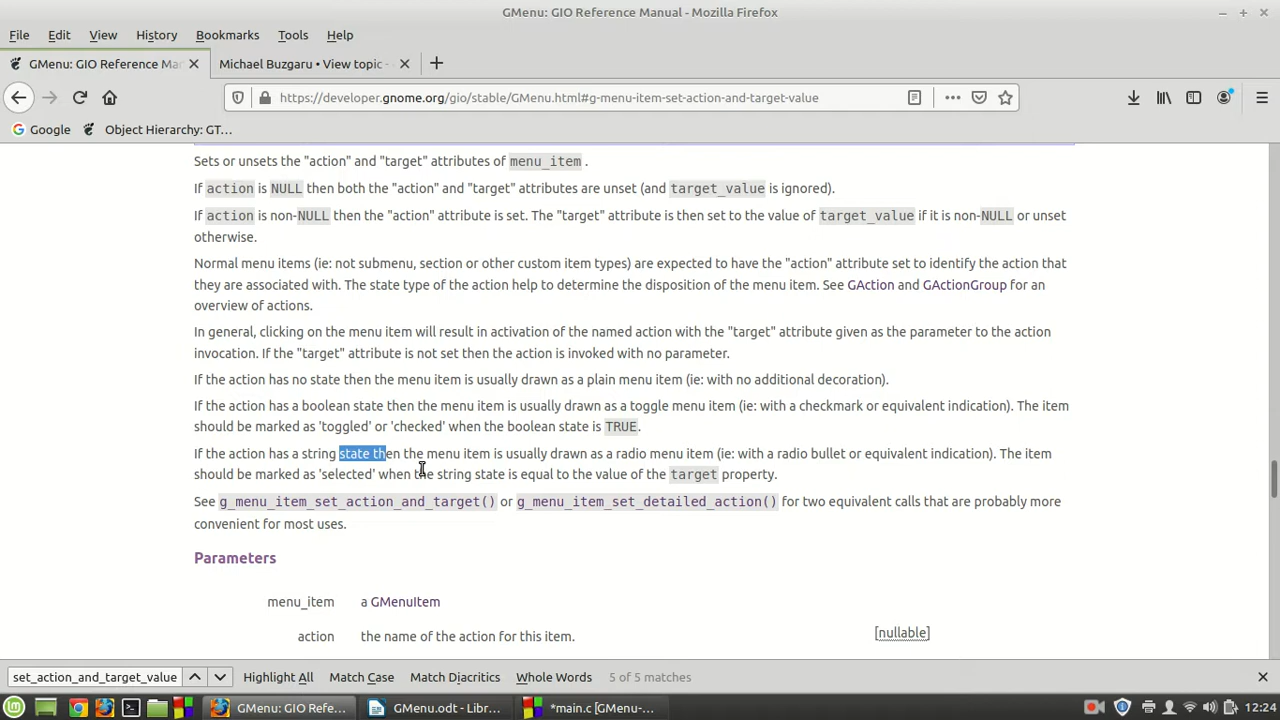 GMenu: GIO Reference Manual - Mozilla Firefox
File Edit View History Bookmarks Tools Help
GMenu: GIO Reference Mar
Michael Buzgaru • View topic -
https://developer.gnome.org/gio/stable/GMenu.html#g-menu-item-set-action-and-target-value
Google Object Hierarchy: GT...
Sets or unsets the "action" and "target" attributes of menu_item .
If action is NULL then both the "action" and "target" attributes are unset (and target_value is ignored).
If action is non-NULL then the "action" attribute is set. The "target" attribute is then set to the value of target_value if it is non-NULL or unset
otherwise.
Normal menu items (ie: not submenu, section or other custom item types) are expected to have the "action" attribute set to identify the action that
they are associated with. The state type of the action help to determine the disposition of the menu item. See GAction and GActionGroup for an
overview of actions.
In general, clicking on the menu item will result in activation of the named action with the "target" attribute given as the parameter to the action
invocation. If the "target" attribute is not set then the action is invoked with no parameter.
If the action has no state then the menu item is usually drawn as a plain menu item (ie: with no additional decoration).
If the action has a boolean state then the menu item is usually drawn as a toggle menu item (ie: with a checkmark or equivalent indication). The item
should be marked as 'toggled' or 'checked' when the boolean state is TRUE.
If the action has a string state then the menu item is usually drawn as a radio menu item (ie: with a radio bullet or equivalent indication). The item
should be marked as 'selected' when the string state is equal to the value of the target property.
See g_menu_item_set_action_and_target() or g_menu_item_set_detailed_action() for two equivalent calls that are probably more
convenient for most uses.
Parameters
menu_item a GMenuItem
action the name of the action for this item. [nullable]
set_action_and_target_value Highlight All Match Case Match Diacritics Whole Words 5 of 5 matches
GMenu: GIO Refe... GMenu.odt - Libr... *main.c [GMenu-... 12:24